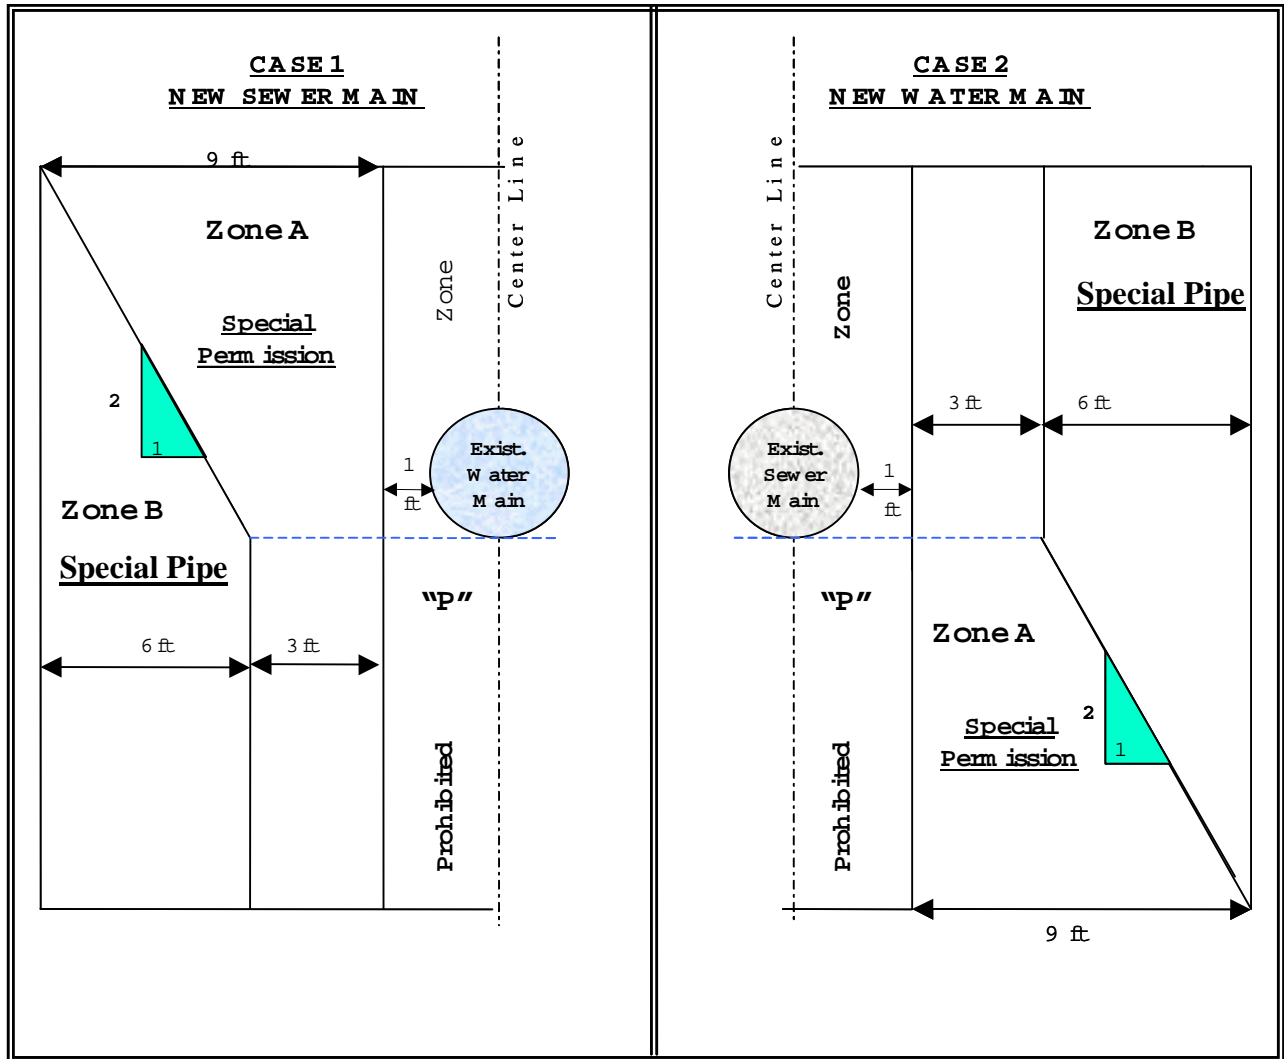 CASE 1
NEW SEWER MAIN
9 ft
Zone A
Special
Permission
2
1
Zone B
Special Pipe
6 ft
3 ft
Zone
Center Line
1
ft
Exist.
Water
Main
"P"
Prohibited
CASE 2
NEW WATER MAIN
Center Line
Zone
Zone B
Special Pipe
3 ft
6 ft
Exist.
Sewer
Main
1
ft
"P"
Zone A
Special
Permission
2
1
Prohibited
9 ft